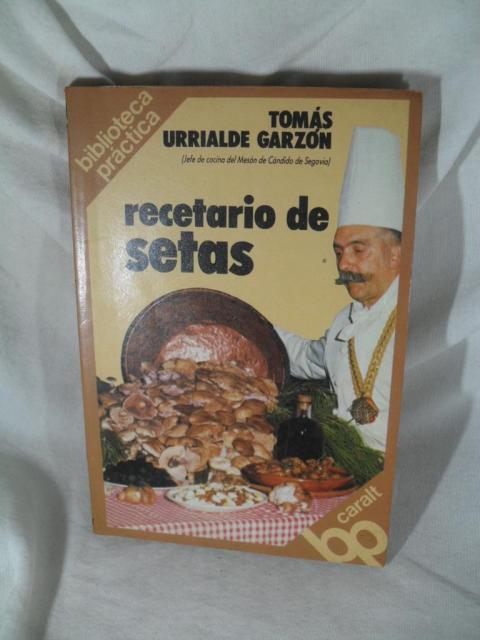 biblioteca
práctica
TOMÁS
URRIALDE GARZÓN
(Jefe de cocina del Mesón de Cándido de Segovia)
recetario de
setas
caralt
bp